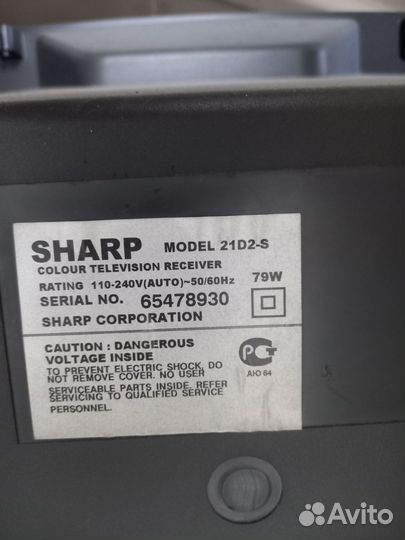 SHARP MODEL 21D2-S
COLOUR TELEVISION RECEIVER
RATING 110-240V(AUTO)~50/60Hz 79W
SERIAL NO. 65478930
SHARP CORPORATION
CAUTION : DANGEROUS
VOLTAGE INSIDE
TO PREVENT ELECTRIC SHOCK, DO
NOT REMOVE COVER. NO USER
SERVICEABLE PARTS INSIDE. REFER
SERVICING TO QUALIFIED SERVICE
PERSONNEL.
РСТ
АЮ 64
Avito